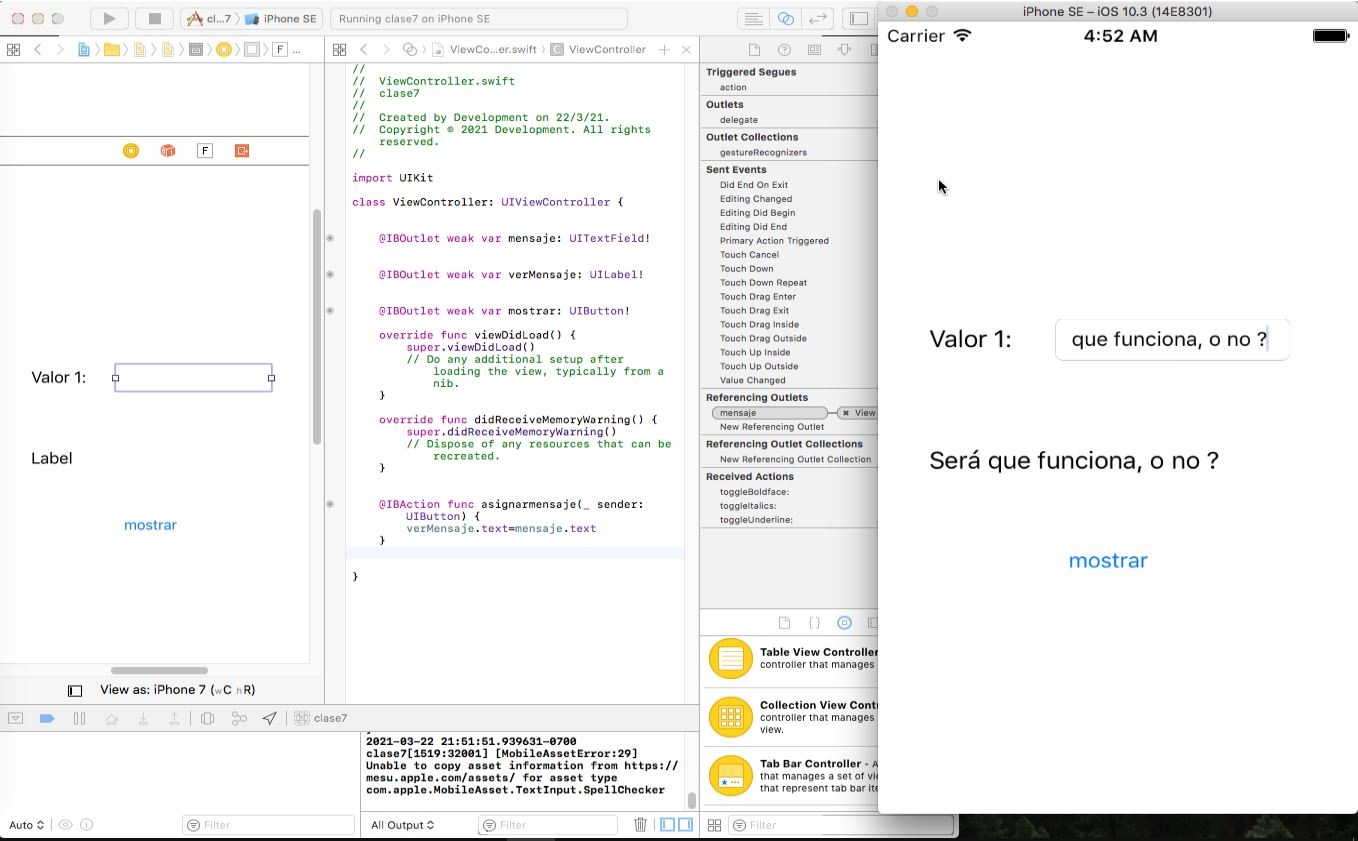 cl...7 iPhone SE
Running clase7 on iPhone SE
F ...
ViewCo...er.swift ViewController
F
Valor 1:
Label
mostrar
View as: iPhone 7 (wC hR)
//
// ViewController.swift
// clase7
//
// Created by Development on 22/3/21.
// Copyright © 2021 Development. All rights
reserved.
//
import UIKit
class ViewController: UIViewController {
@IBOutlet weak var mensaje: UITextField!
@IBOutlet weak var verMensaje: UILabel!
@IBOutlet weak var mostrar: UIButton!
override func viewDidLoad() {
super.viewDidLoad()
// Do any additional setup after
loading the view, typically from a
nib.
}
override func didReceiveMemoryWarning() {
super.didReceiveMemoryWarning()
// Dispose of any resources that can be
recreated.
}
@IBAction func asignarmensaje(_ sender:
UIButton) {
verMensaje.text=mensaje.text
}
}
clase7
2021-03-22 21:51:51.939631-0700
clase7[1519:32001] [MobileAssetError:29]
Unable to copy asset information from https://
mesu.apple.com/assets/ for asset type
com.apple.MobileAsset.TextInput.SpellChecker
Auto
Filter
All Output
Filter
Triggered Segues
action
Outlets
delegate
Outlet Collections
gestureRecognizers
Sent Events
Did End On Exit
Editing Changed
Editing Did Begin
Editing Did End
Primary Action Triggered
Touch Cancel
Touch Down
Touch Down Repeat
Touch Drag Enter
Touch Drag Exit
Touch Drag Inside
Touch Drag Outside
Touch Up Inside
Touch Up Outside
Value Changed
Referencing Outlets
mensaje View
New Referencing Outlet
Referencing Outlet Collections
New Referencing Outlet Collection
Received Actions
toggleBoldface:
toggleItalics:
toggleUnderline:
{}
Table View Controller
controller that manages
Collection View Cont
controller that manages
view.
Tab Bar Controller - A
that manages a set of vie
that represent tab bar ite
Filter
iPhone SE – iOS 10.3 (14E8301)
Carrier 4:52 AM
Valor 1: que funciona, o no ?
Será que funciona, o no ?
mostrar